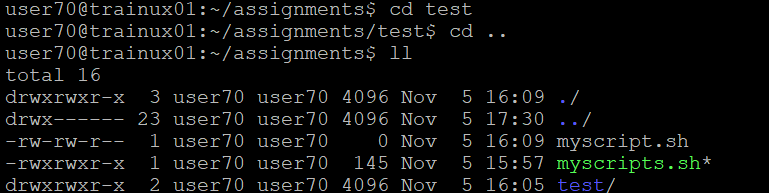 user70@trainux01:~/assignments$ cd test
user70@trainux01:~/assignments/test$ cd ..
user70@trainux01:~/assignments$ ll
total 16
drwxrwxr-x  3 user70 user70 4096 Nov  5 16:09 ./
drwx------ 23 user70 user70 4096 Nov  5 17:30 ../
-rw-rw-r--  1 user70 user70    0 Nov  5 16:09 myscript.sh
-rwxrwxr-x  1 user70 user70  145 Nov  5 15:57 myscripts.sh*
drwxrwxr-x  2 user70 user70 4096 Nov  5 16:05 test/